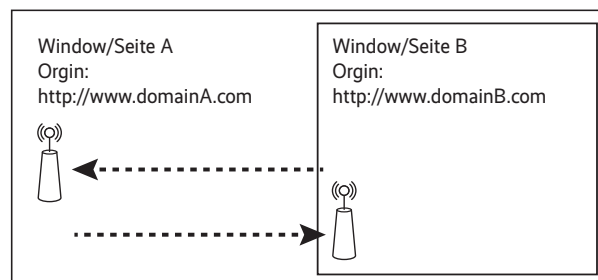 Window/Seite A
Orgin:
http://www.domainA.com
Window/Seite B
Orgin:
http://www.domainB.com